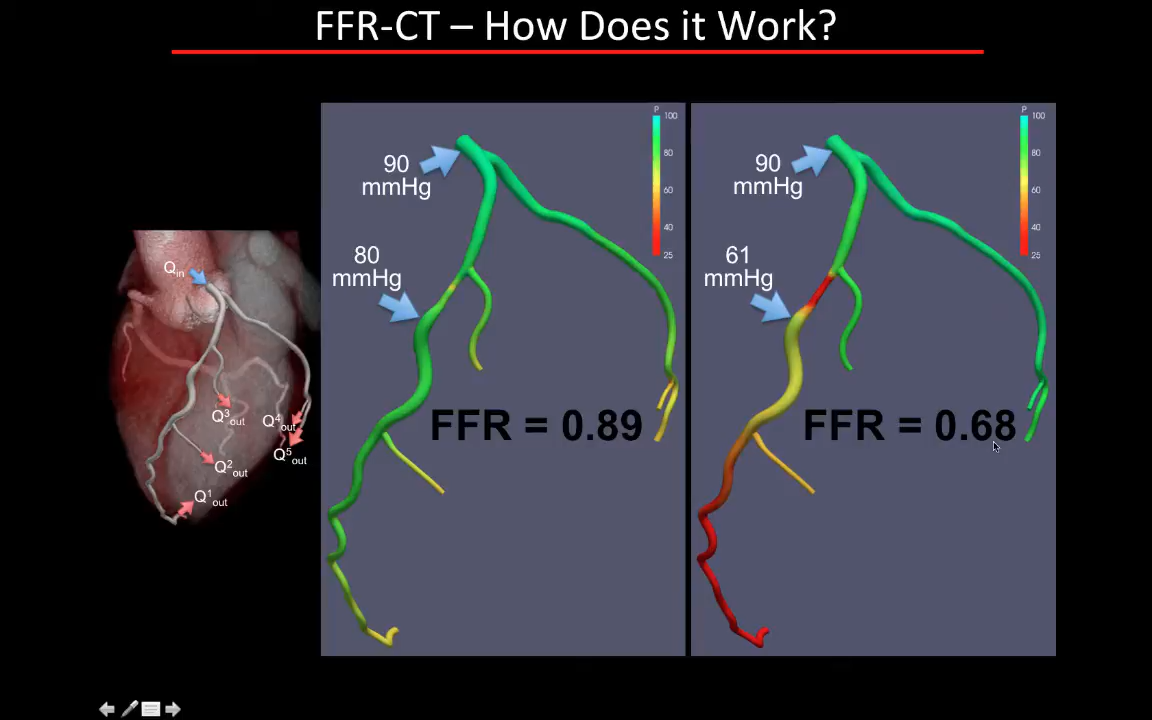 FFR-CT – How Does it Work?
Qin
Q3out
Q4out
Q5out
Q2out
Q1out
90
mmHg
80
mmHg
FFR = 0.89
P
100
80
60
40
25
90
mmHg
61
mmHg
FFR = 0.68
P
100
80
60
40
25